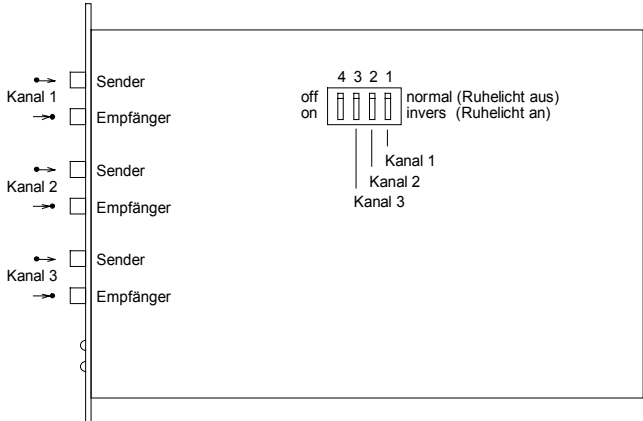 Sender
Kanal 1
Empfänger
Sender
Kanal 2
Empfänger
Sender
Kanal 3
Empfänger
4 3 2 1
off normal (Ruhelicht aus)
on invers (Ruhelicht an)
Kanal 1
Kanal 2
Kanal 3